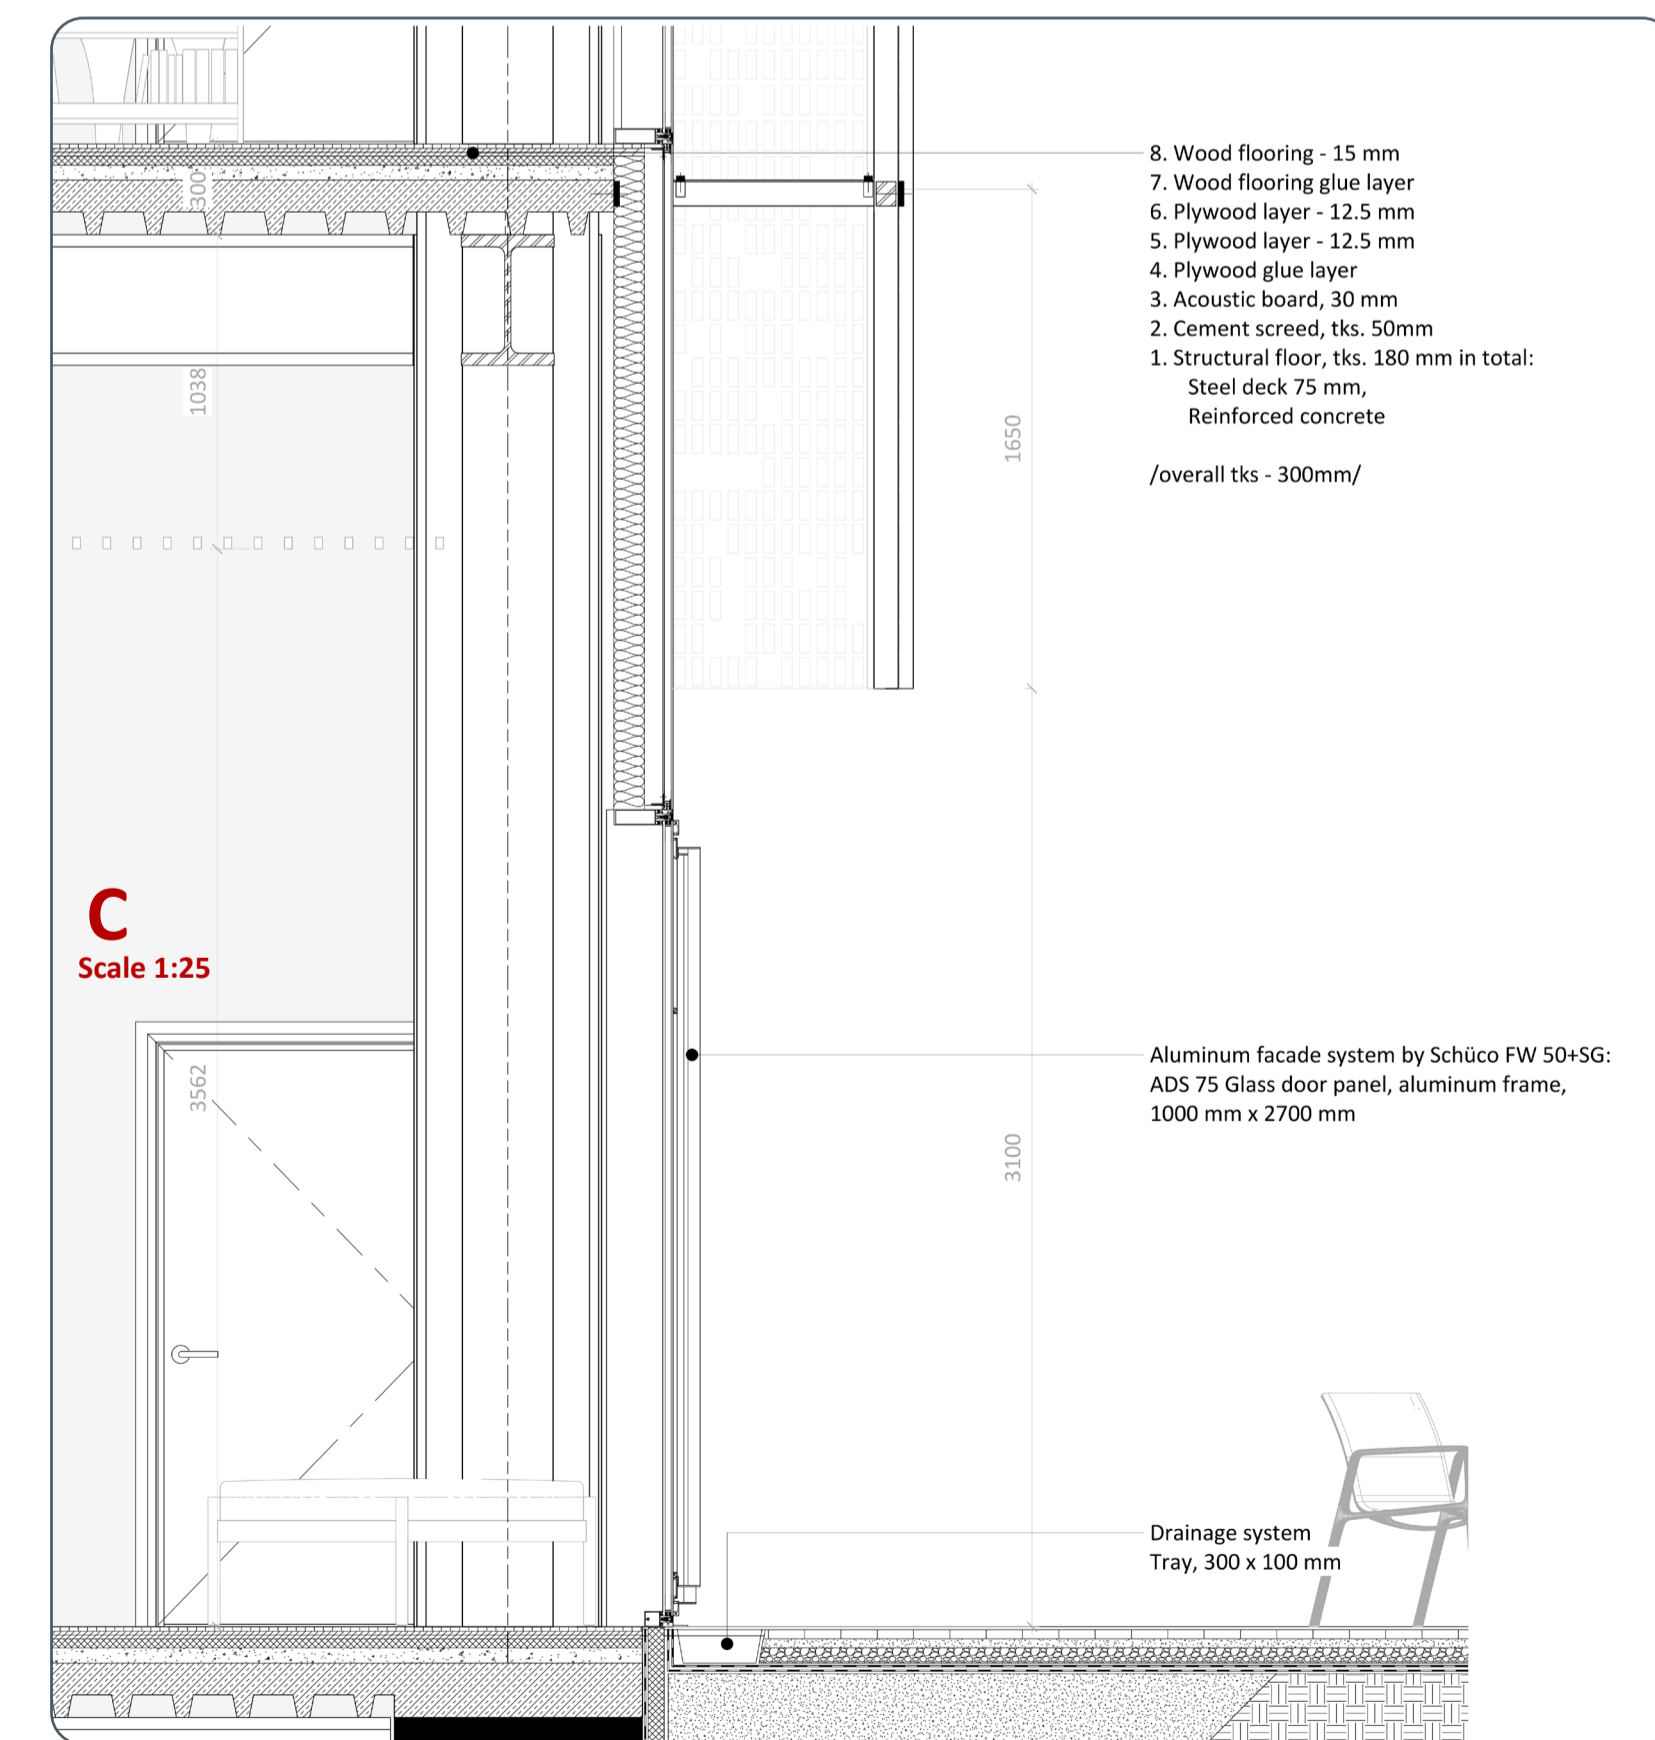 300
8. Wood flooring - 15 mm
7. Wood flooring glue layer
6. Plywood layer - 12.5 mm
5. Plywood layer - 12.5 mm
4. Plywood glue layer
3. Acoustic board, 30 mm
2. Cement screed, tks. 50mm
1. Structural floor, tks. 180 mm in total:
Steel deck 75 mm,
Reinforced concrete
/overall tks - 300mm/
1038
1650
C
Scale 1:25
3562
Aluminum facade system by Schüco FW 50+SG:
ADS 75 Glass door panel, aluminum frame,
1000 mm x 2700 mm
3100
Drainage system
Tray, 300 x 100 mm